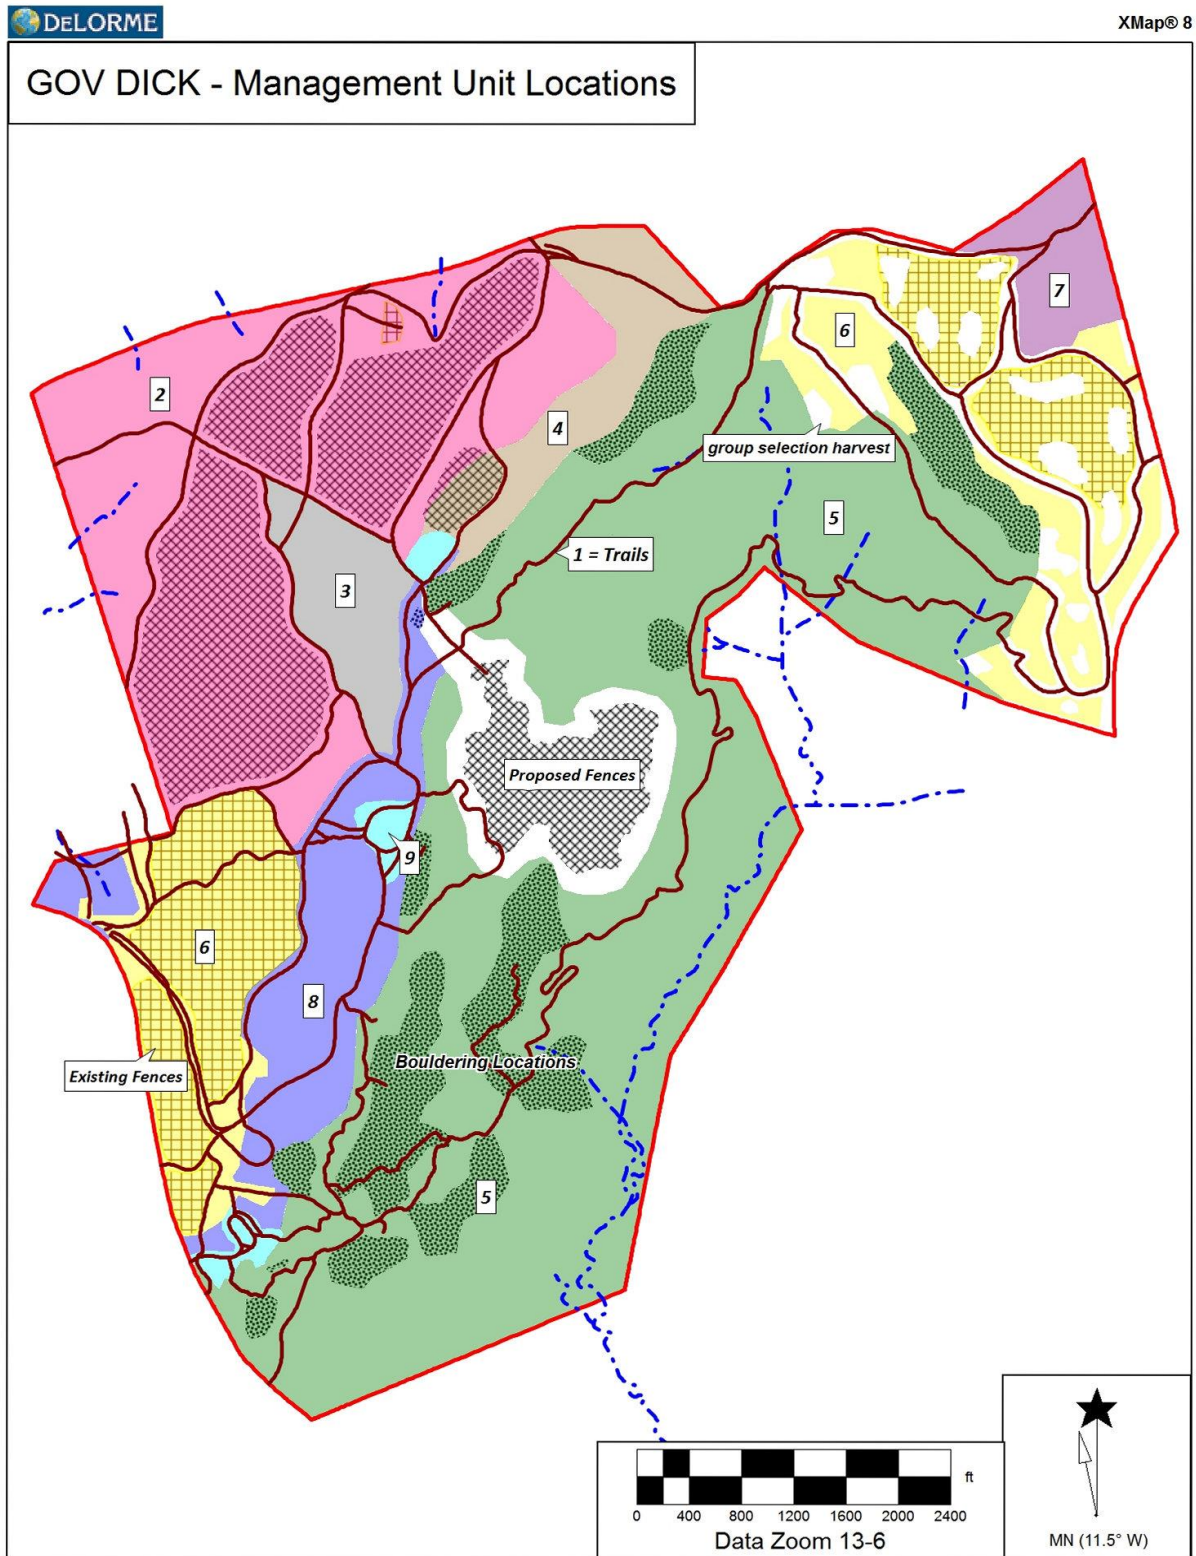 DELORME
XMap® 8
GOV DICK - Management Unit Locations
7
6
2
4
group selection harvest
5
1 = Trails
3
Proposed Fences
9
6
8
Bouldering Locations
Existing Fences
5
ft
0 400 800 1200 1600 2000 2400
Data Zoom 13-6
MN (11.5° W)